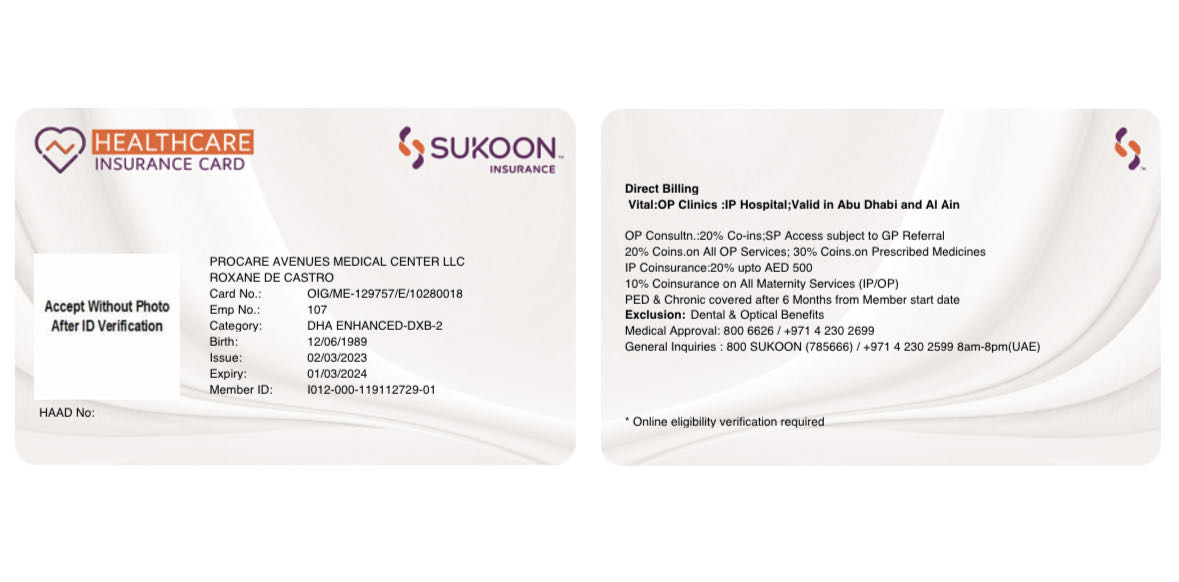 HEALTHCARE
INSURANCE CARD
SUKOON™
INSURANCE
Accept Without Photo
After ID Verification
PROCARE AVENUES MEDICAL CENTER LLC
ROXANE DE CASTRO
Card No.: OIG/ME-129757/E/10280018
Emp No.: 107
Category: DHA ENHANCED-DXB-2
Birth: 12/06/1989
Issue: 02/03/2023
Expiry: 01/03/2024
Member ID: I012-000-119112729-01
HAAD No:
™
Direct Billing
Vital:OP Clinics :IP Hospital;Valid in Abu Dhabi and Al Ain
OP Consultn.:20% Co-ins;SP Access subject to GP Referral
20% Coins.on All OP Services; 30% Coins.on Prescribed Medicines
IP Coinsurance:20% upto AED 500
10% Coinsurance on All Maternity Services (IP/OP)
PED & Chronic covered after 6 Months from Member start date
Exclusion: Dental & Optical Benefits
Medical Approval: 800 6626 / +971 4 230 2699
General Inquiries : 800 SUKOON (785666) / +971 4 230 2599 8am-8pm(UAE)
* Online eligibility verification required